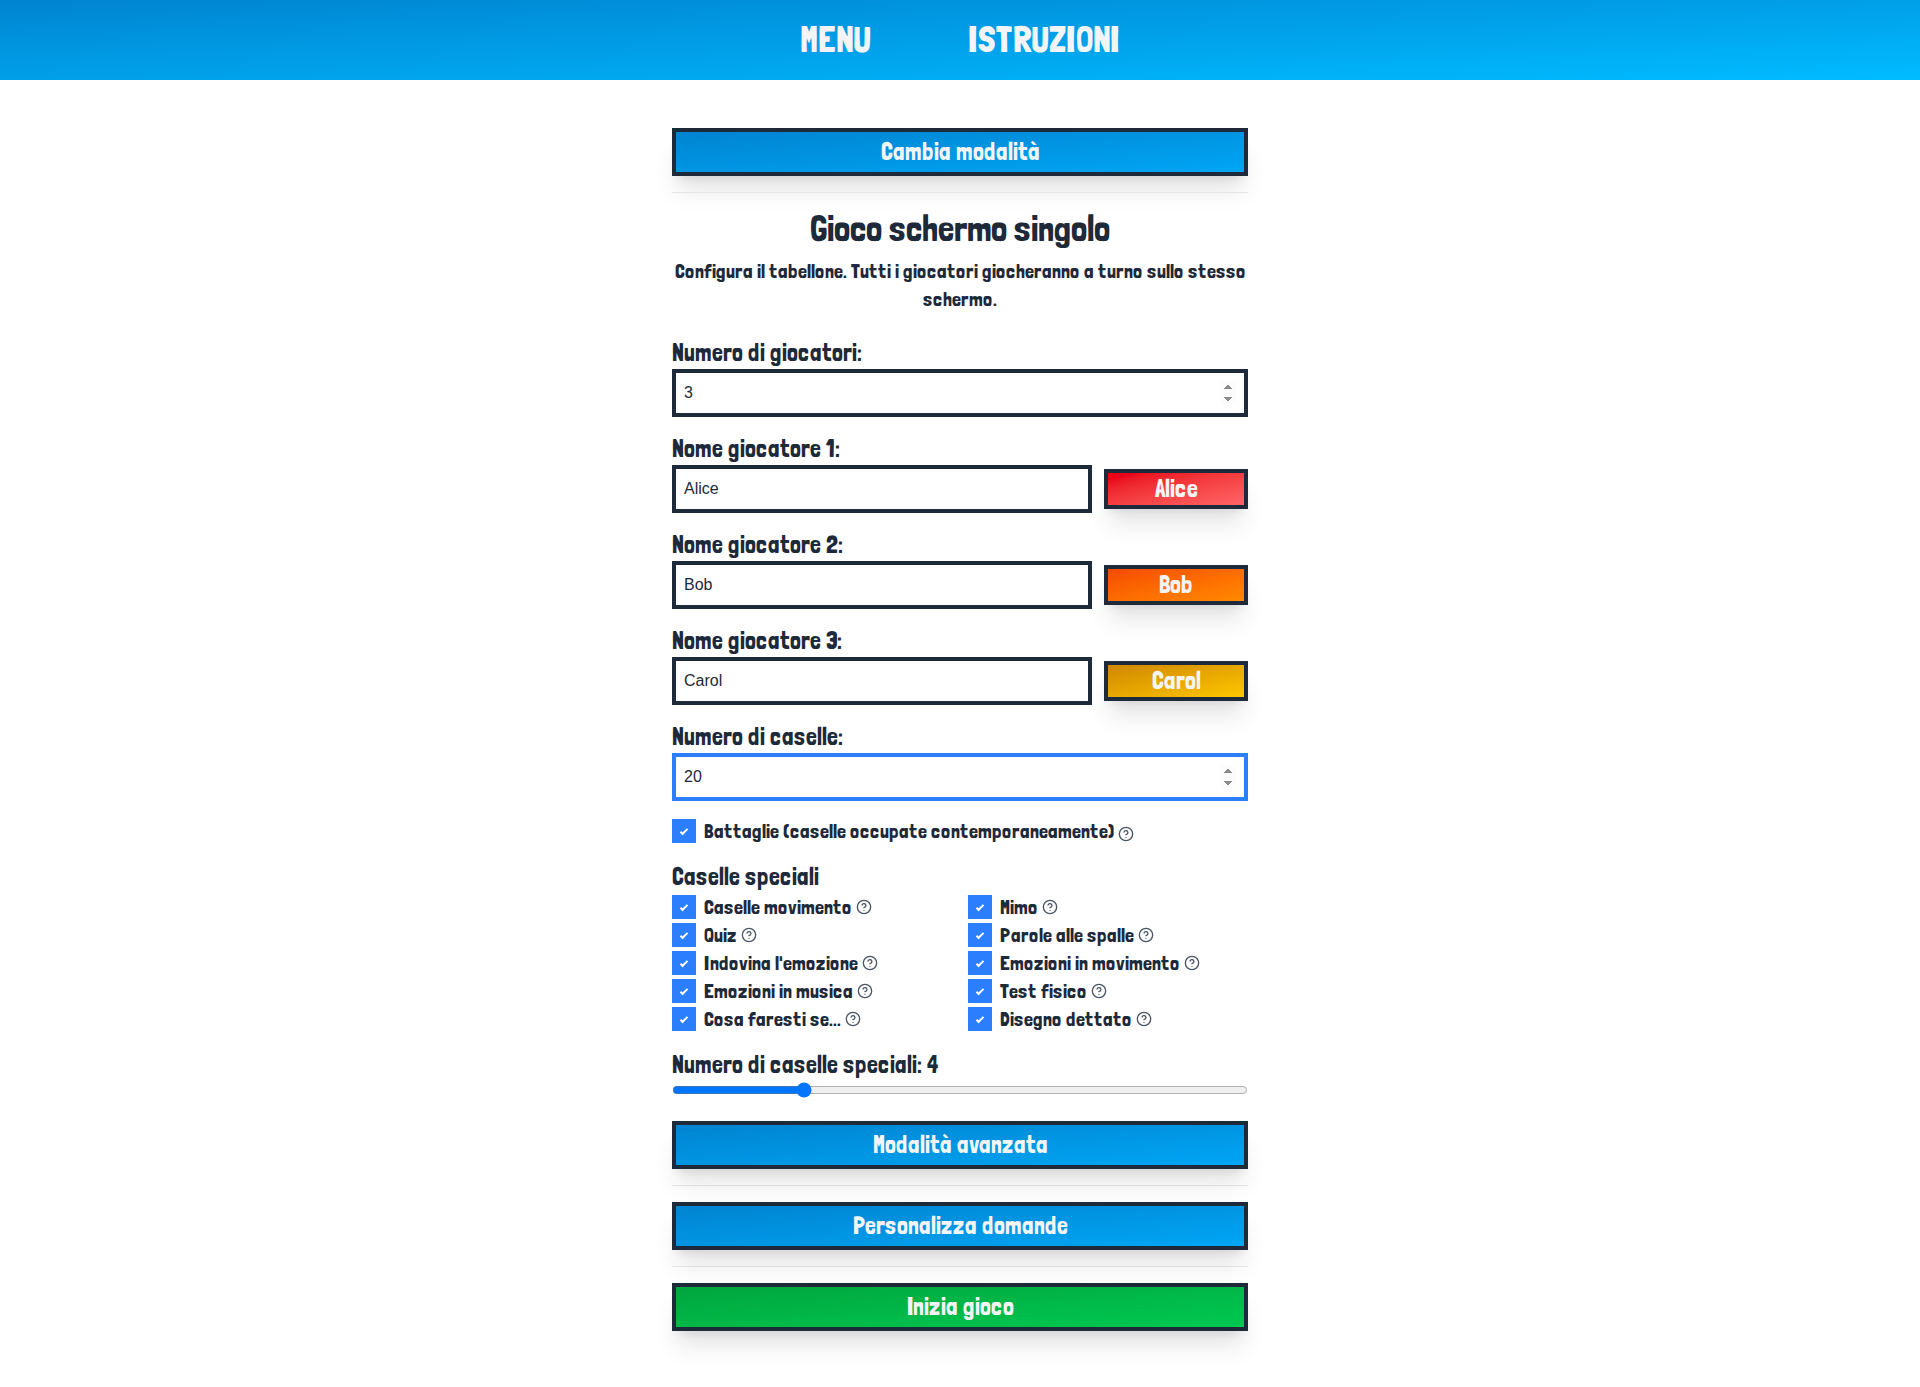 MENU ISTRUZIONI
Cambia modalità
Gioco schermo singolo
Configura il tabellone. Tutti i giocatori giocheranno a turno sullo stesso
schermo.
Numero di giocatori:
3
Nome giocatore 1:
Alice Alice
Nome giocatore 2:
Bob Bob
Nome giocatore 3:
Carol Carol
Numero di caselle:
20
Battaglie (caselle occupate contemporaneamente)
Caselle speciali
Caselle movimento Mimo
Quiz Parole alle spalle
Indovina l'emozione Emozioni in movimento
Emozioni in musica Test fisico
Cosa faresti se... Disegno dettato
Numero di caselle speciali: 4
Modalità avanzata
Personalizza domande
Inizia gioco